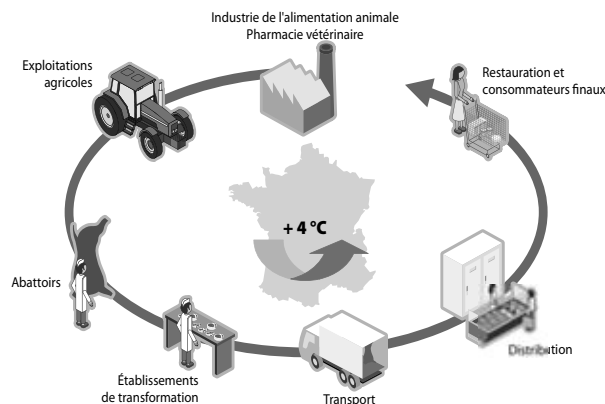 Industrie de l'alimentation animale
Pharmacie vétérinaire
Exploitations
agricoles
Restauration et
consommateurs finaux
+ 4 °C
Abattoirs
Établissements
de transformation
Transport
Distribution